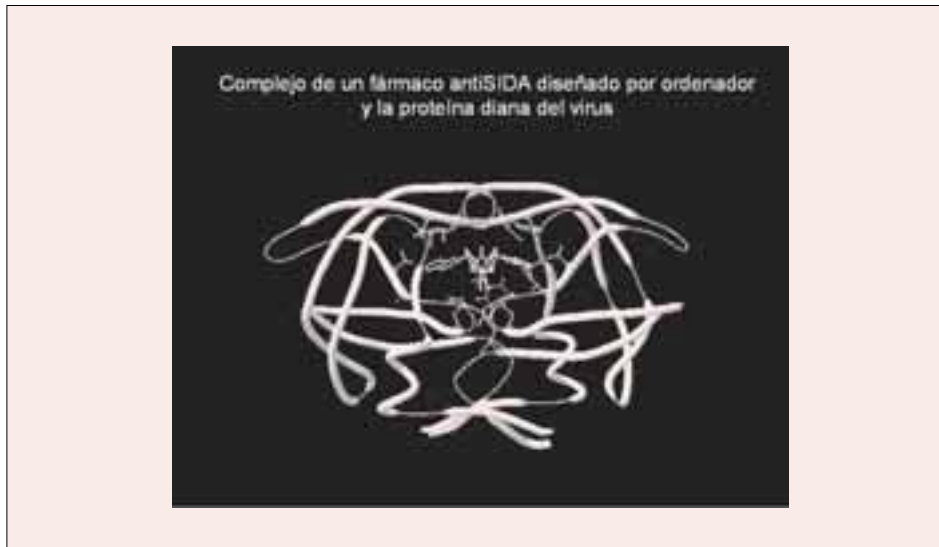 Complejo de un fármaco antiSIDA diseñado por ordenador
y la proteína diana del virus